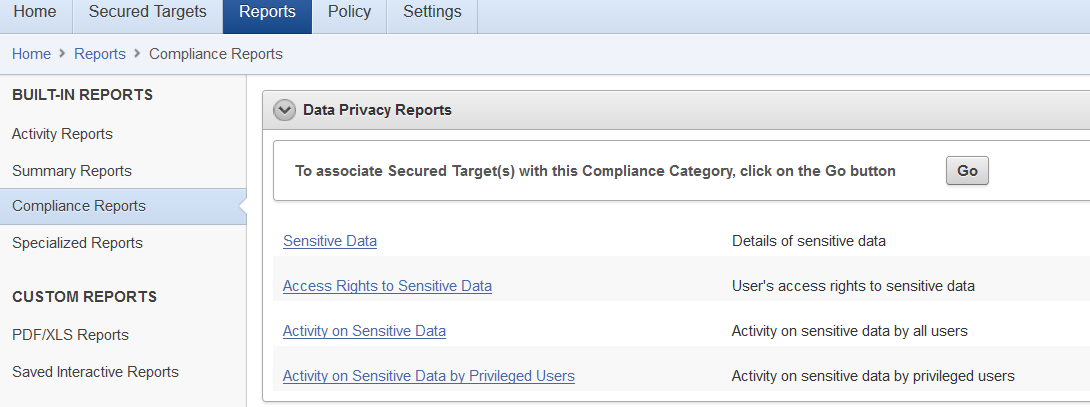 Home Secured Targets Reports Policy Settings
Home > Reports > Compliance Reports
BUILT-IN REPORTS
Activity Reports
Summary Reports
Compliance Reports
Specialized Reports
CUSTOM REPORTS
PDF/XLS Reports
Saved Interactive Reports
Data Privacy Reports
To associate Secured Target(s) with this Compliance Category, click on the Go button Go
Sensitive Data Details of sensitive data
Access Rights to Sensitive Data User's access rights to sensitive data
Activity on Sensitive Data Activity on sensitive data by all users
Activity on Sensitive Data by Privileged Users Activity on sensitive data by privileged users